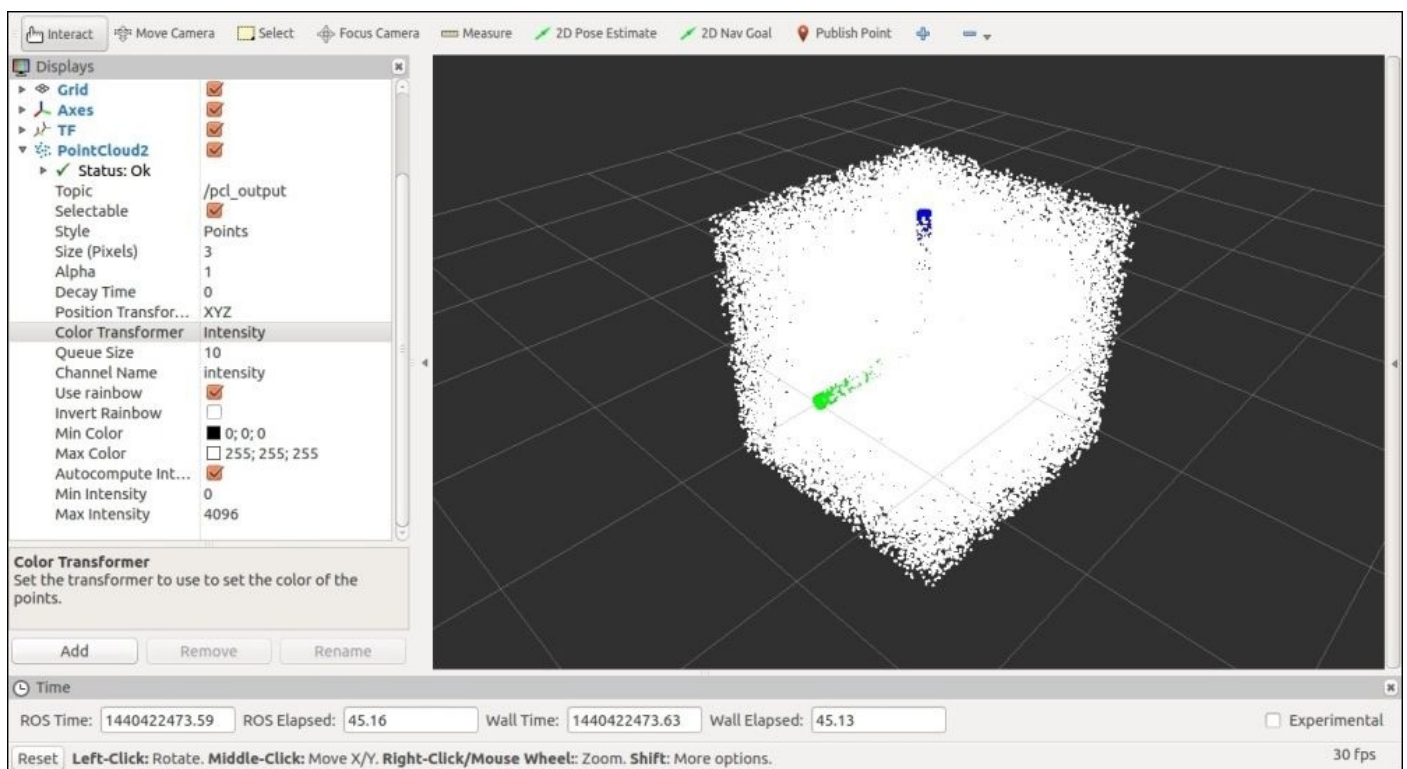 Interact Move Camera Select Focus Camera Measure 2D Pose Estimate 2D Nav Goal Publish Point
Displays
Grid
Axes
TF
PointCloud2
Status: Ok
Topic /pcl_output
Selectable
Style Points
Size (Pixels) 3
Alpha 1
Decay Time 0
Position Transfor... XYZ
Color Transformer Intensity
Queue Size 10
Channel Name intensity
Use rainbow
Invert Rainbow
Min Color 0; 0; 0
Max Color 255; 255; 255
Autocompute Int...
Min Intensity 0
Max Intensity 4096
Color Transformer
Set the transformer to use to set the color of the
points.
Add Remove Rename
Time
ROS Time: 1440422473.59 ROS Elapsed: 45.16 Wall Time: 1440422473.63 Wall Elapsed: 45.13 Experimental
Reset Left-Click: Rotate. Middle-Click: Move X/Y. Right-Click/Mouse Wheel:: Zoom. Shift: More options. 30 fps